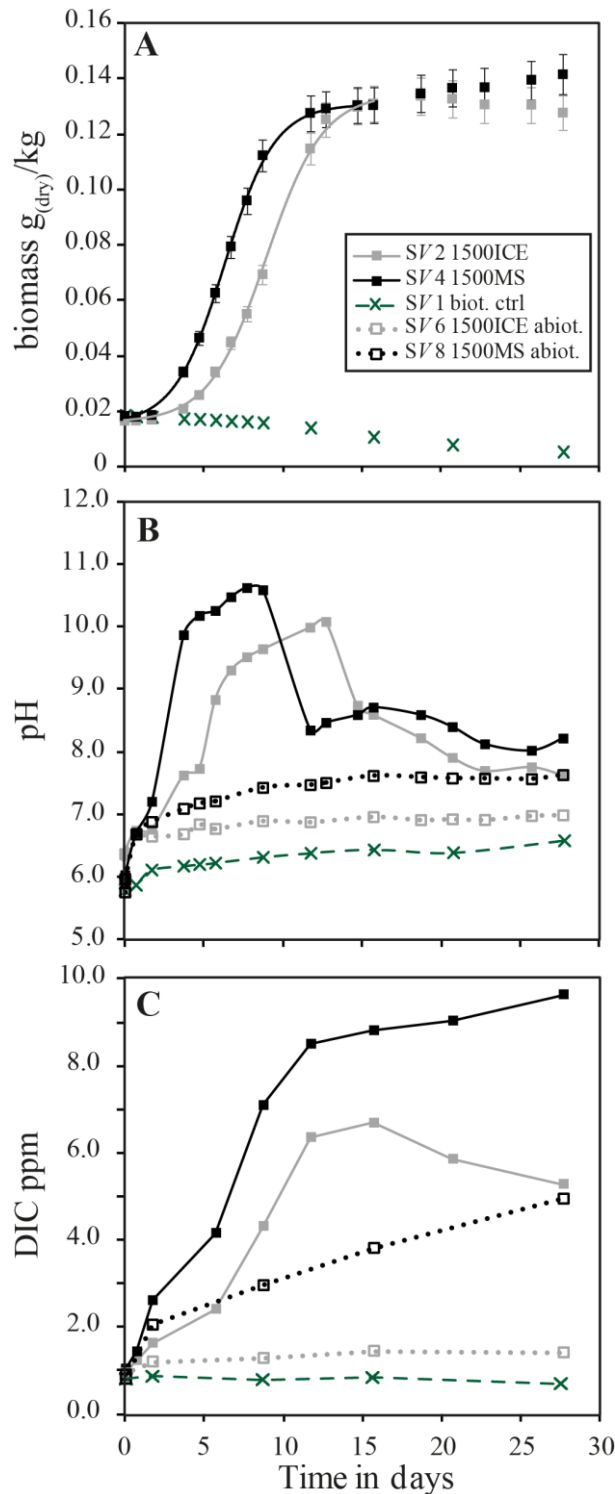 A
biomass g(dry)/kg
0.16
0.14
0.12
0.10
0.08
0.06
0.04
0.02
0
SV2 1500ICE
SV4 1500MS
SV1 biot. ctrl
SV6 1500ICE abiot.
SV8 1500MS abiot.
B
pH
12.0
11.0
10.0
9.0
8.0
7.0
6.0
5.0
C
DIC ppm
10.0
8.0
6.0
4.0
2.0
0.0
0 5 10 15 20 25 30
Time in days